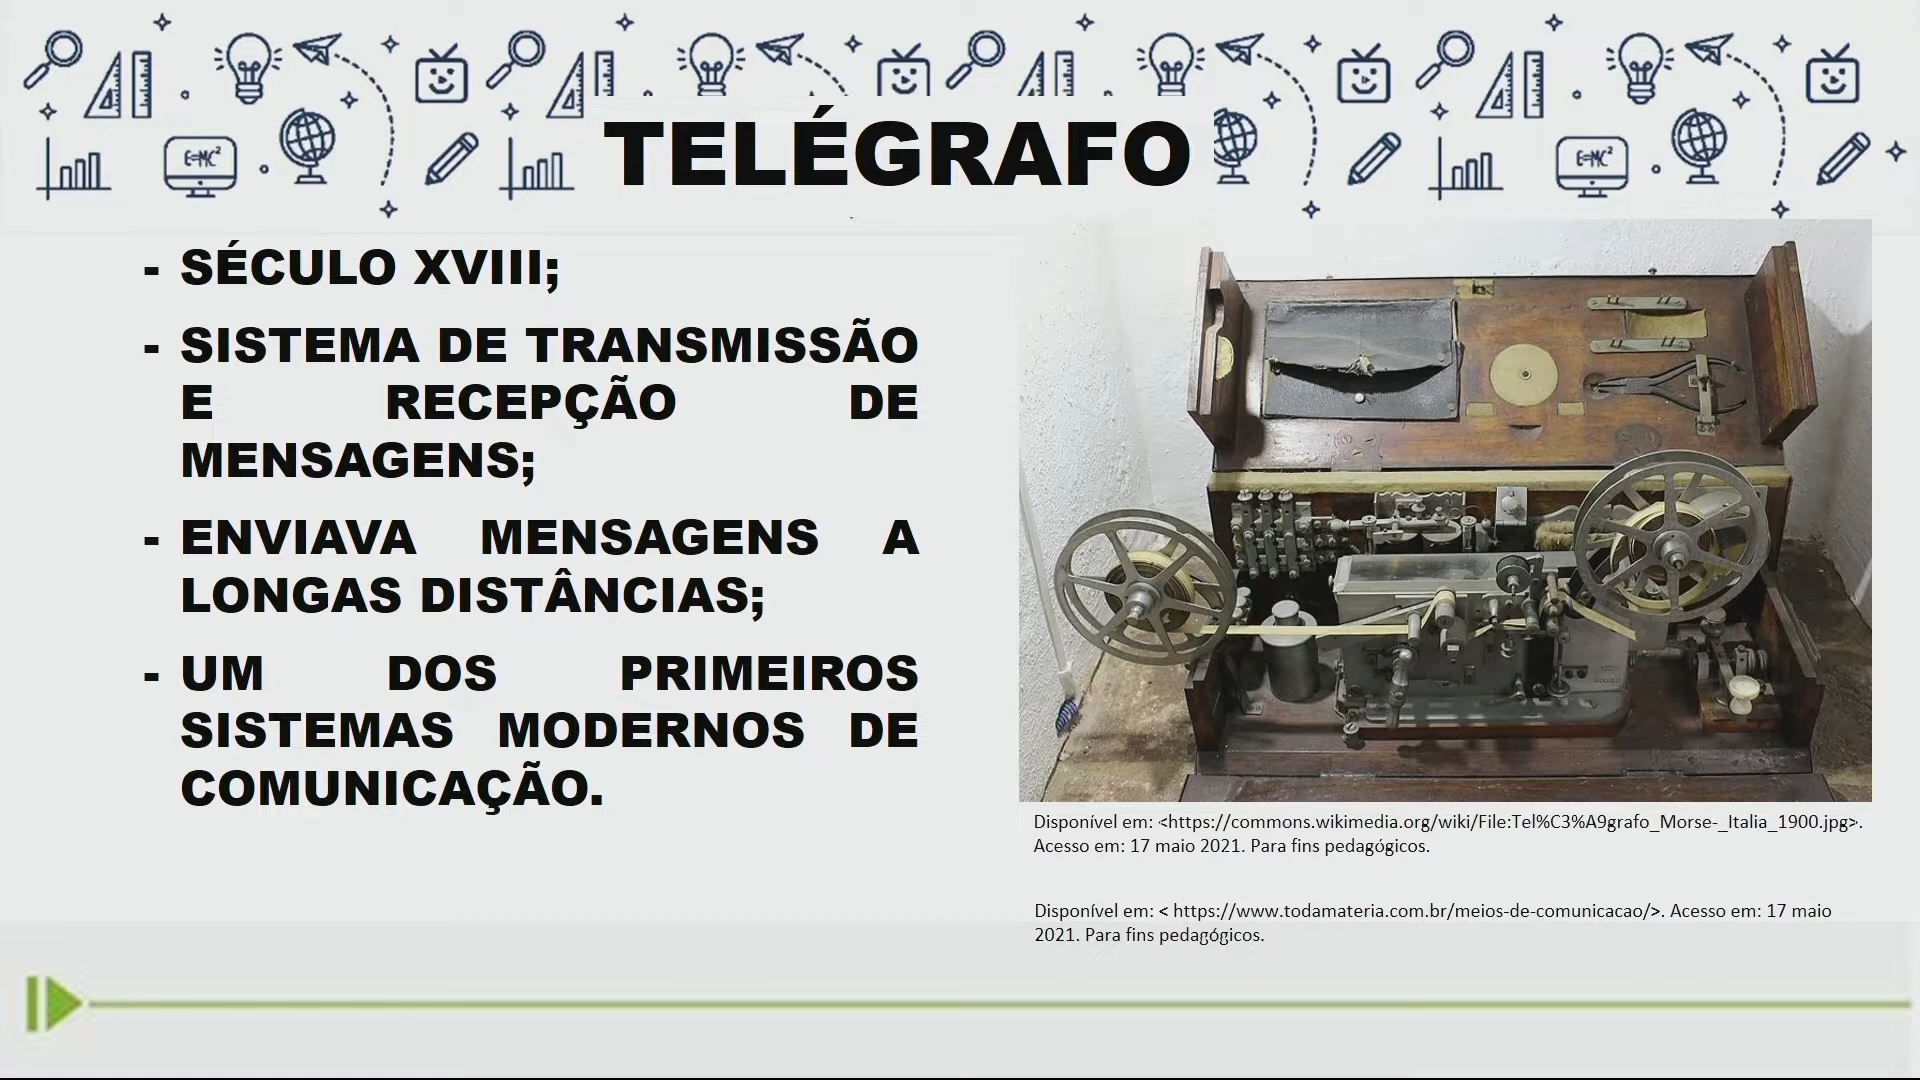 E=MC²
E=MC²
TELÉGRAFO
- SÉCULO XVIII;
- SISTEMA DE TRANSMISSÃO
E RECEPÇÃO DE
MENSAGENS;
- ENVIAVA MENSAGENS A
LONGAS DISTÂNCIAS;
- UM DOS PRIMEIROS
SISTEMAS MODERNOS DE
COMUNICAÇÃO.
Disponível em: <https://commons.wikimedia.org/wiki/File:Tel%C3%A9grafo_Morse-_Italia_1900.jpg>.
Acesso em: 17 maio 2021. Para fins pedagógicos.
Disponível em: < https://www.todamateria.com.br/meios-de-comunicacao/>. Acesso em: 17 maio
2021. Para fins pedagógicos.